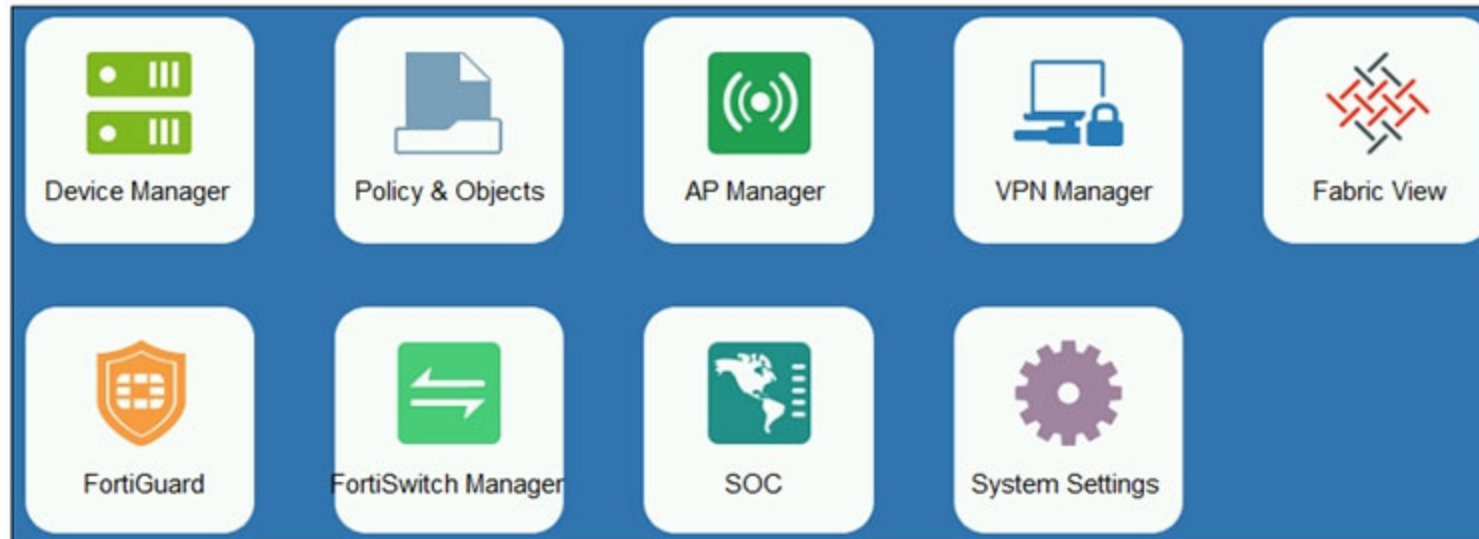 Device Manager
Policy & Objects
AP Manager
VPN Manager
Fabric View
FortiGuard
FortiSwitch Manager
SOC
System Settings